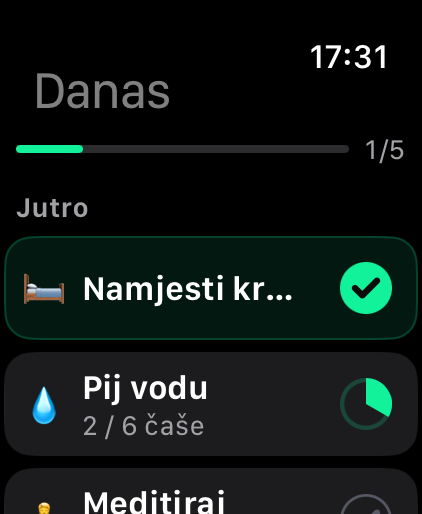 17:31
Danas
1/5
Jutro
Namjesti kr...
Pij vodu
2 / 6 čaše
Meditiraj